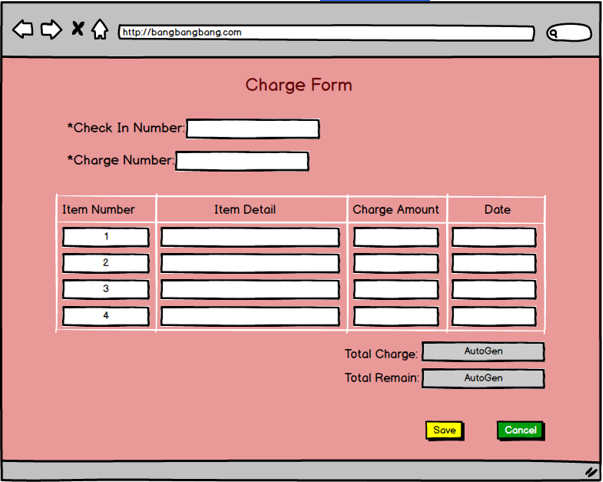 http://bangbangbang.com
Charge Form
*Check In Number:
*Charge Number:
Item Number Item Detail Charge Amount Date
1
2
3
4
Total Charge: AutoGen
Total Remain: AutoGen
Save Cancel